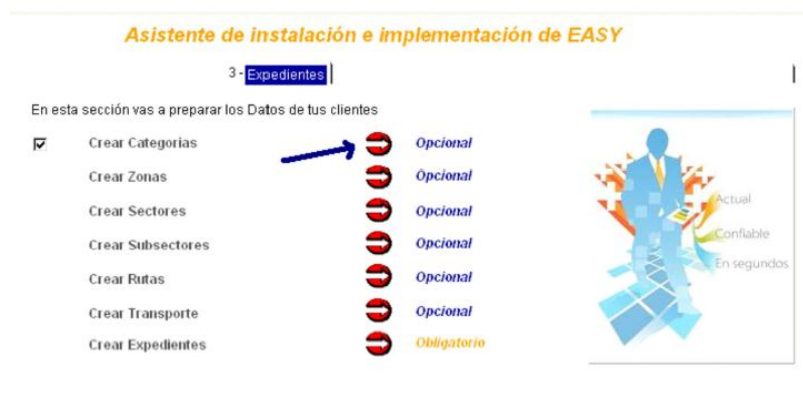 Asistente de instalación e implementación de EASY
3 - Expedientes
En esta sección vas a preparar los Datos de tus clientes
Crear Categorias Opcional
Crear Zonas Opcional
Crear Sectores Opcional
Crear Subsectores Opcional
Crear Rutas Opcional
Crear Transporte Opcional
Crear Expedientes Obligatorio
Actual
Confiable
En segundos